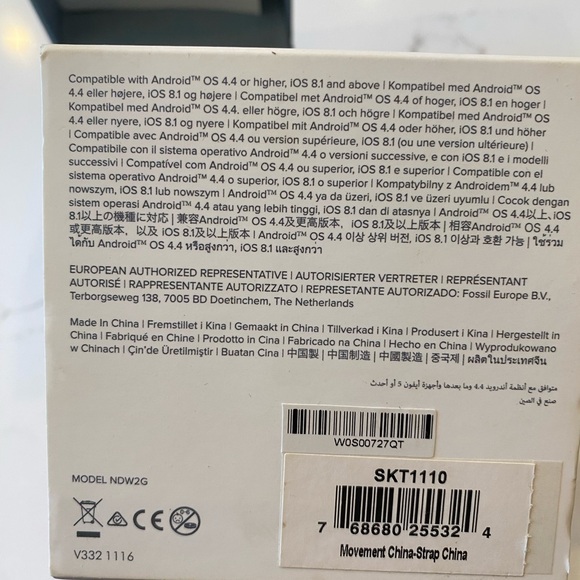 Compatible with Android™ OS 4.4 or higher, iOS 8.1 and above | Kompatibel med Android™ OS
4.4 eller højere, iOS 8.1 og højere | Compatibel met Android™ OS 4.4 of hoger, iOS 8.1 en hoger |
Kompatibel med Android™ OS 4.4. eller högre, iOS 8.1 och högre | Kompatibel med Android™ OS
4.4 eller nyere, iOS 8.1 og nyere | Kompatibel mit Android™ OS 4.4 oder höher, iOS 8.1 und höher
| Compatible avec Android™ OS 4.4 ou version supérieure, iOS 8.1 (ou une version ultérieure) |
Compatibile con il sistema operativo Android™ 4.4 o versioni successive, e con iOS 8.1 e i modelli
successivi | Compatível com Android™ OS 4.4 ou superior, iOS 8.1 e superior | Compatible con el
sistema operativo Android™ 4.4 o superior, iOS 8.1 o superior | Kompatybilny z Androidem™ 4.4 lub
nowszym, iOS 8.1 lub nowszym | Android™ OS 4.4 ya da üzeri, iOS 8.1 ve üzeri uyumlu | Cocok dengan
sistem operasi Android™ 4.4 atau yang lebih tinggi, iOS 8.1 dan di atasnya | Android™ OS 4.4以上、iOS
8.1以上の機種に対応 | 兼容Android™ OS 4.4及更高版本、iOS 8.1及以上版本 | 相容Android™ OS 4.4
或更高版本、以及 iOS 8.1及以上版本 | Android™ OS 4.4 이상 상위 버전, iOS 8.1 이상과 호환 가능 | ใช้ร่วม
ได้กับ Android™ OS 4.4 หรือสูงกว่า, iOS 8.1 และสูงกว่า
EUROPEAN AUTHORIZED REPRESENTATIVE | AUTORISIERTER VERTRETER | REPRÉSENTANT
AUTORISÉ | RAPPRESENTANTE AUTORIZZATO | REPRESETANTE AUTORIZADO: Fossil Europe B.V.,
Terborgseweg 138, 7005 BD Doetinchem, The Netherlands
Made In China | Fremstillet i Kina | Gemaakt in China | Tillverkad i Kina | Produsert i Kina | Hergestellt in
China | Fabriqué en Chine | Prodotto in Cina | Fabricado na China | Hecho en China | Wyprodukowano
w Chinach | Çin'de Üretilmiştir | Buatan Cina | 中国製 | 中国制造 | 中國製造 | 중국제 | ผลิตในประเทศจีน
متوافق مع أنظمة أندرويد 4.4 وما بعدها وأجهزة آيفون 5 أو أحدث
صنع في الصين
W0S00727QT
MODEL NDW2G
SKT1110
7 68680 25532 4
Movement China-Strap China
V332 1116